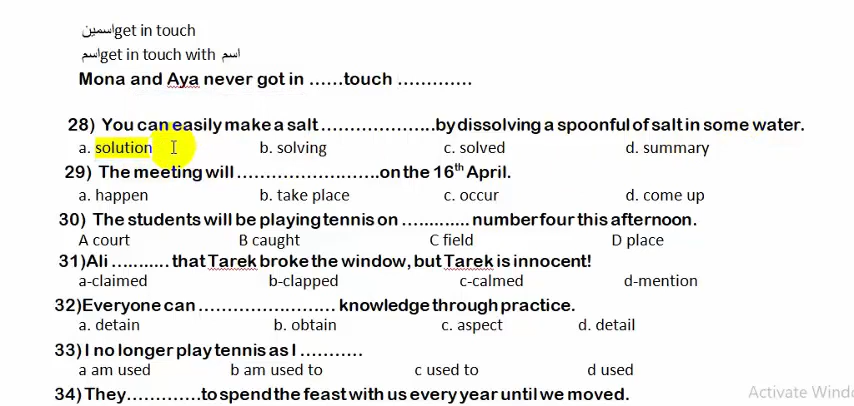 اسمين get in touch
اسم get in touch with اسم
Mona and Aya never got in ......touch .............
28) You can easily make a salt.....................by dissolving a spoonful of salt in some water.
a. solution b. solving c. solved d. summary
29) The meeting will..........................on the 16th April.
a. happen b. take place c. occur d. come up
30) The students will be playing tennis on ............. number four this afternoon.
A court B caught C field D place
31)Ali ........... that Tarek broke the window, but Tarek is innocent!
a-claimed b-clapped c-calmed d-mention
32)Everyone can ......................... knowledge through practice.
a. detain b. obtain c. aspect d. detail
33) I no longer play tennis as I ...........
a am used b am used to c used to d used
34) They.............to spend the feast with us every year until we moved.